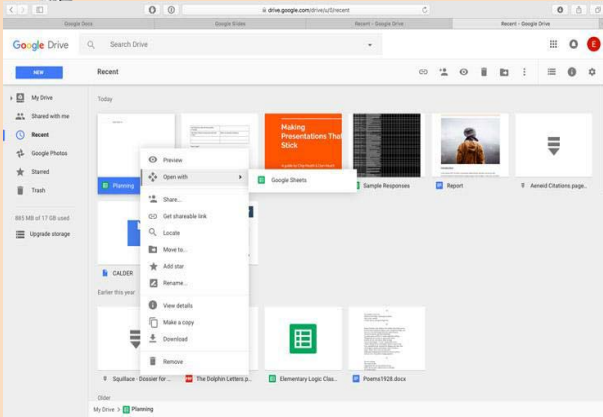 drive.google.com/drive/u/0/recent
Google Docs
Google Slides
Recent - Google Drive
Recent - Google Drive
Google Drive
Search Drive
E
NEW
Recent
My Drive
Shared with me
Recent
Google Photos
Starred
Trash
865 MB of 17 GB used
Upgrade storage
Today
Making
Presentations That
Stick
Planning
Sample Responses
Report
Aeneid Citations.page...
Preview
Open with
Google Sheets
Share...
Get shareable link
Locate
Move to...
Add star
Rename...
View details
Make a copy
Download
Remove
CALDER
Earlier this year
Squillace - Dossier for ...
The Dolphin Letters.p...
Elementary Logic Clas...
Poems1928.docx
Older
My Drive > Planning